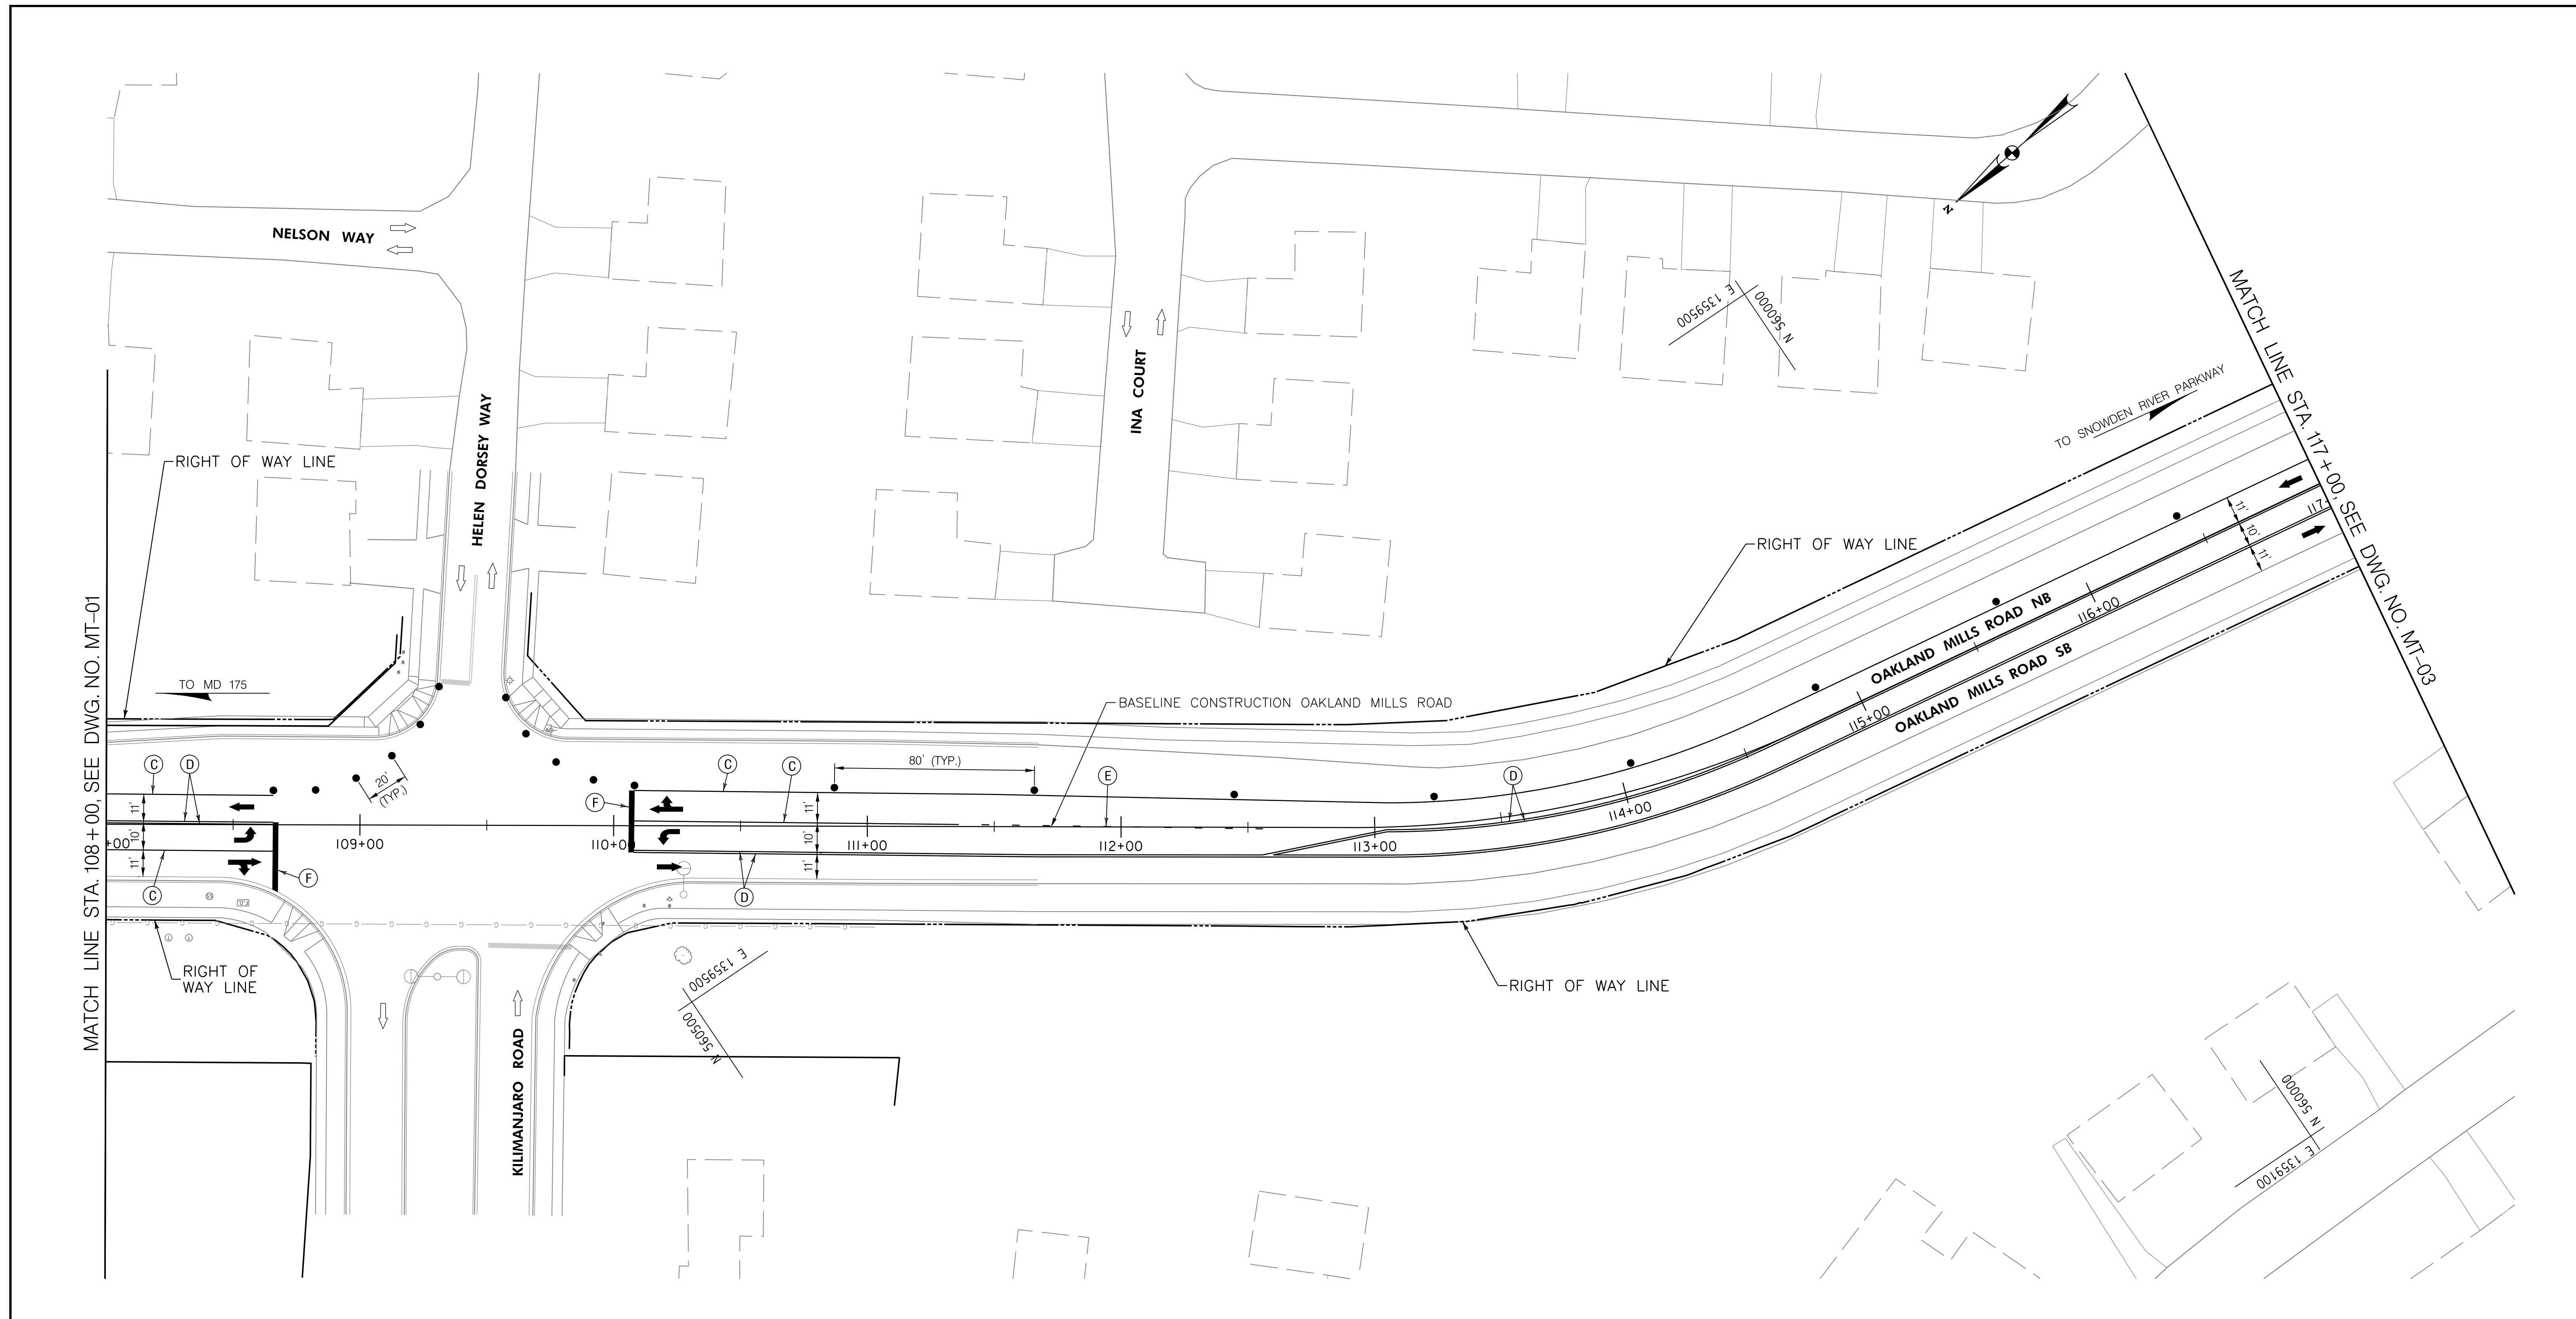 NELSON WAY
HELEN DORSEY WAY
INA COURT
N
E 1359500
N 560000
MATCH LINE STA. 117+00, SEE DWG. NO. MT-03
TO SNOWDEN RIVER PARKWAY
RIGHT OF WAY LINE
RIGHT OF WAY LINE
MATCH LINE STA. 108+00, SEE DWG. NO. MT-01
TO MD 175
BASELINE CONSTRUCTION OAKLAND MILLS ROAD
OAKLAND MILLS ROAD NB
OAKLAND MILLS ROAD SB
11'
10'
11'
117
116+00
115+00
114+00
C
D
20'
(TYP.)
C
C
80' (TYP.)
E
D
F
11'
10'
11'
11'
10'
11'
+00
109+00
110+00
111+00
112+00
113+00
F
C
D
RIGHT OF
WAY LINE
RIGHT OF WAY LINE
E 1359500
N 560500
KILIMANJARO ROAD
N 560000
E 1359100